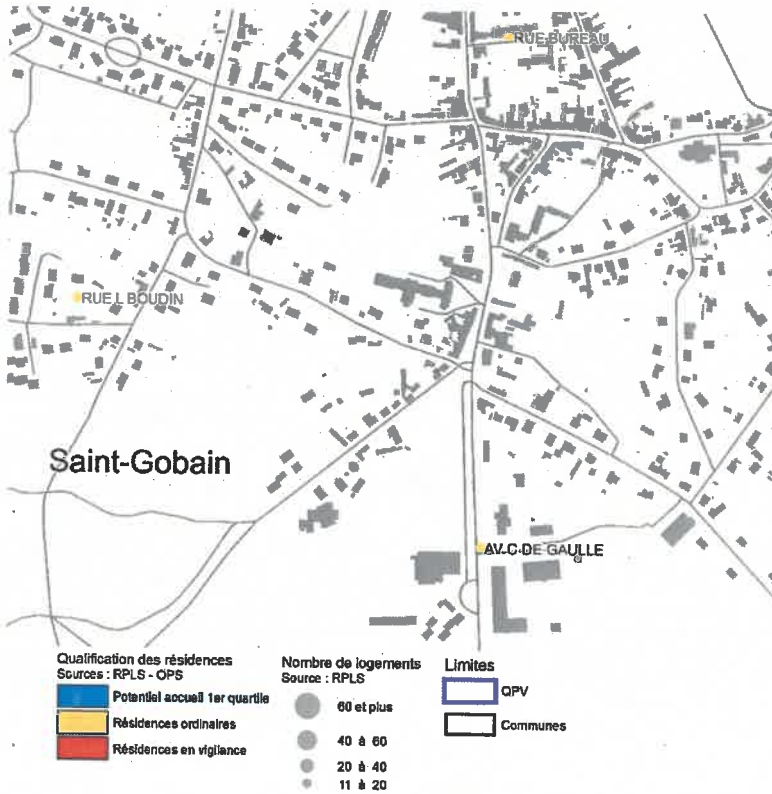 RUE BUREAU
RUE L BOUDIN
Saint-Gobain
AV C DE GAULLE
Qualification des résidences
Sources : RPLS - OPS
Potentiel accueil 1er quartile
Résidences ordinaires
Résidences en vigilance
Nombre de logements
Source : RPLS
60 et plus
40 à 60
20 à 40
11 à 20
Limites
QPV
Communes